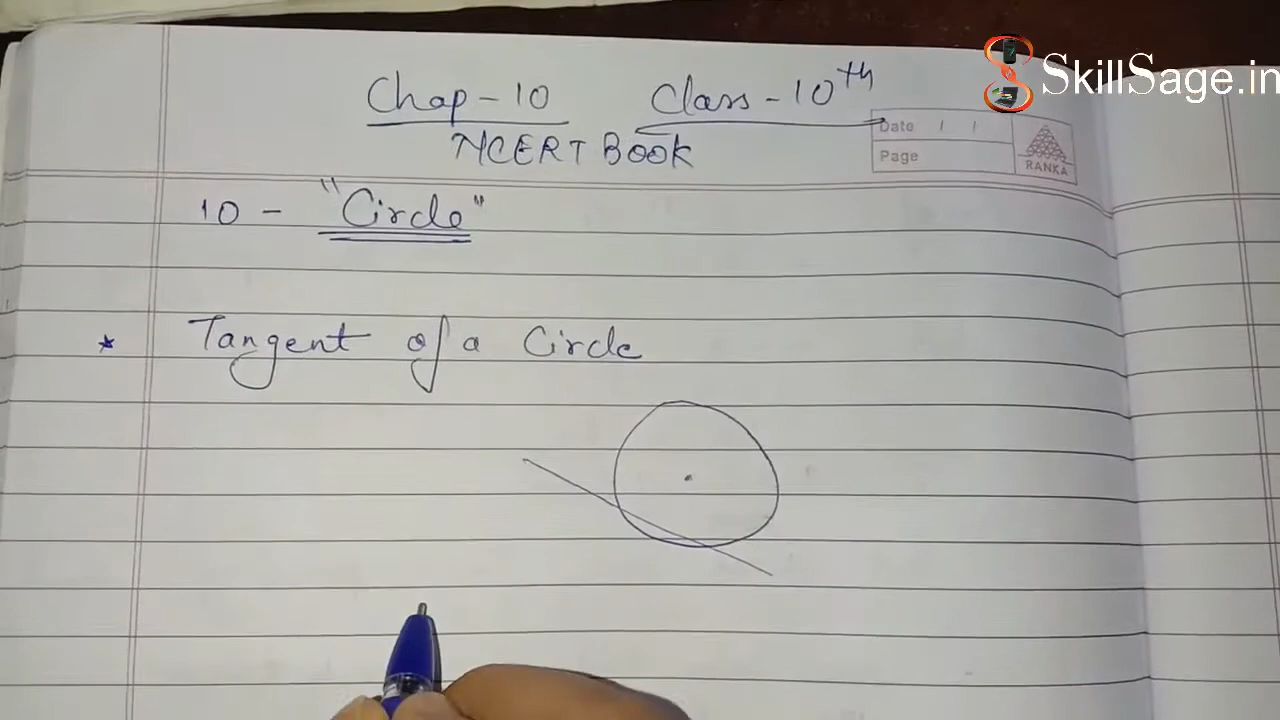 SkillSage.in
Chap-10 Class-10th
Date / /
NCERT Book
Page
RANKA
10 - "Circle"
* Tangent of a Circle